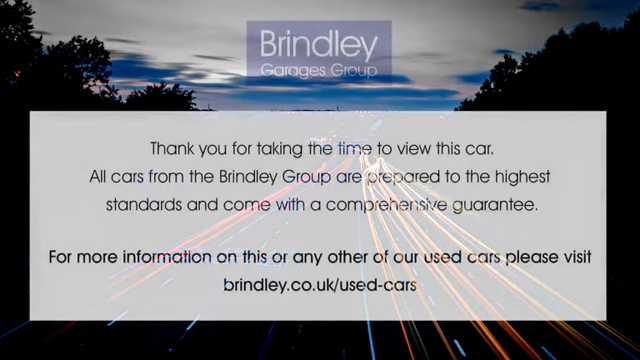 Brindley
Garages Group
Thank you for taking the time to view this car.
All cars from the Brindley Group are prepared to the highest
standards and come with a comprehensive guarantee.
For more information on this or any other of our used cars please visit
brindley.co.uk/used-cars